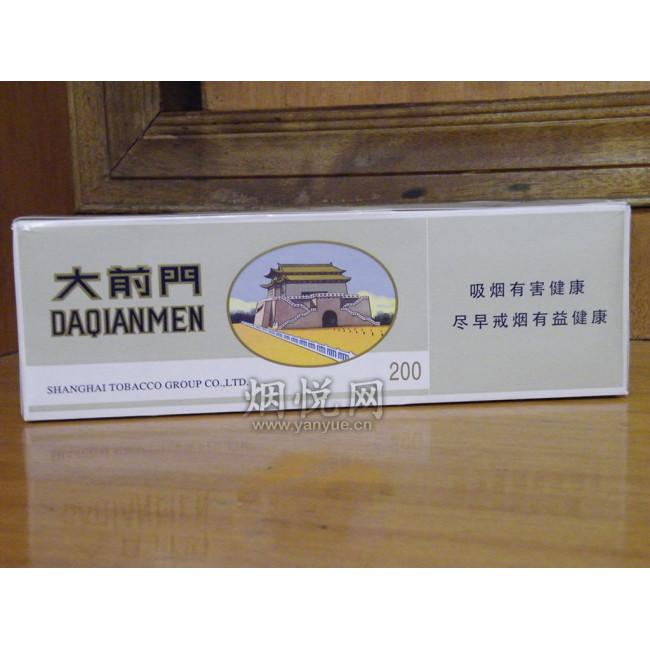 大前門
DAQIANMEN
SHANGHAI TOBACCO GROUP CO.,LTD.
200
吸烟有害健康
尽早戒烟有益健康
烟悦网
www.yanyue.cn